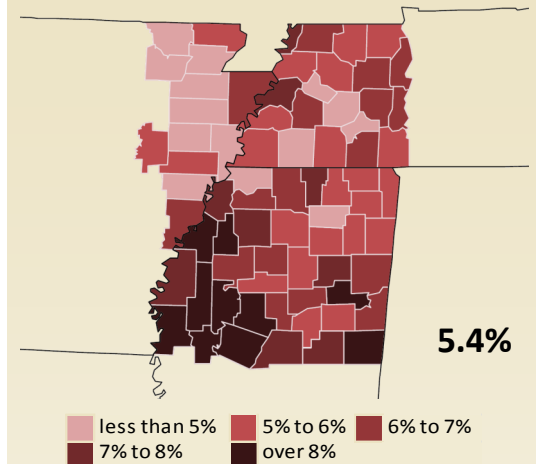 5.4%
less than 5% 5% to 6% 6% to 7%
7% to 8% over 8%